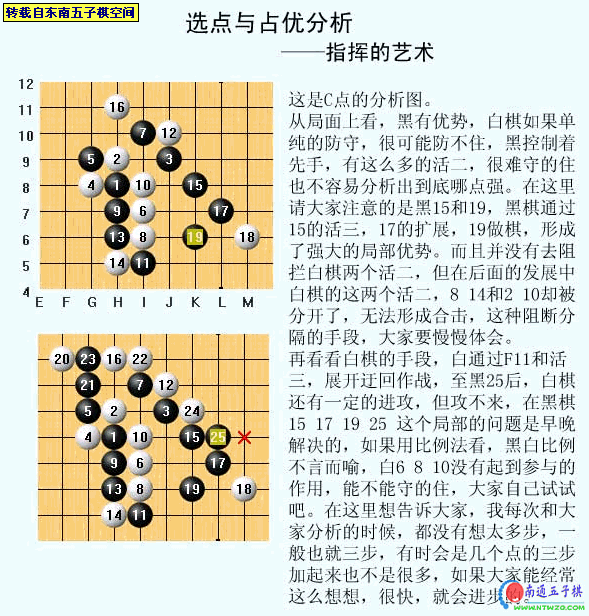 转载自东南五子棋空间
选点与占优分析
——指挥的艺术
12
11
10
9
8
7
6
5
4
E F G H I J K L M
16
7 12
5 2 3
4 1 10 15
9 6 17
13 8 19 18
14 11
这是C点的分析图。
从局面上看，黑有优势，白棋如果单
纯的防守，很可能防不住，黑控制着
先手，有这么多的活二，很难守的住
也不容易分析出到底哪点强。在这里
请大家注意的是黑15和19，黑棋通过
15的活三，17的扩展，19做棋，形成
了强大的局部优势。而且并没有去阻
拦白棋两个活二，但在后面的发展中
白棋的这两个活二，8 14和2 10却被
分开了，无法形成合击，这种阻断分
隔的手段，大家要慢慢体会。
再看看白棋的手段，白通过F11和活
三，展开迂回作战，至黑25后，白棋
还有一定的进攻，但攻不来，在黑棋
15 17 19 25 这个局部的问题是早晚
解决的，如果用比例法看，黑白比例
不言而喻，白6 8 10没有起到参与的
作用，能不能守的住，大家自己试试
吧。在这里想告诉大家，我每次和大
家分析的时候，都没有想太多步，一
般也就三步，有时会是几个点的三步
加起来也不是很多，如果大家能经常
这么想想，很快，就会进步的。
20 23 16 22
21 7 12
5 2 3 24
4 1 10 15 25
9 6 17
13 8 19 18
14 11
南通五子棋
WWW.NTWZQ.COM